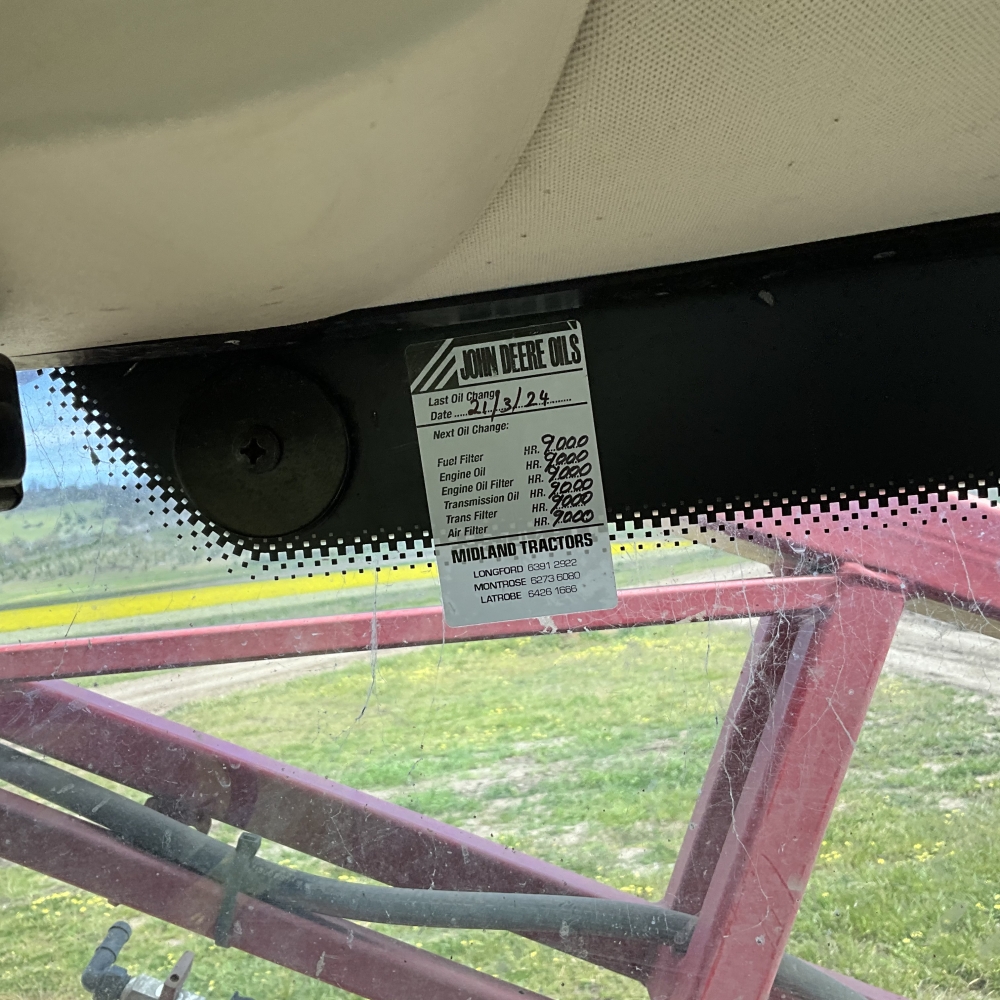 JOHN DEERE OILS
Last Oil Change
Date ....21/3/24........
Next Oil Change:
Fuel Filter HR. 9000
Engine Oil HR. 9000
Engine Oil Filter HR. 9000
Transmission Oil HR. 9000
Trans Filter HR. 9000
Air Filter HR. 9000
MIDLAND TRACTORS
LONGFORD 6391 2922
MONTROSE 6273 6080
LATROBE 6426 1666